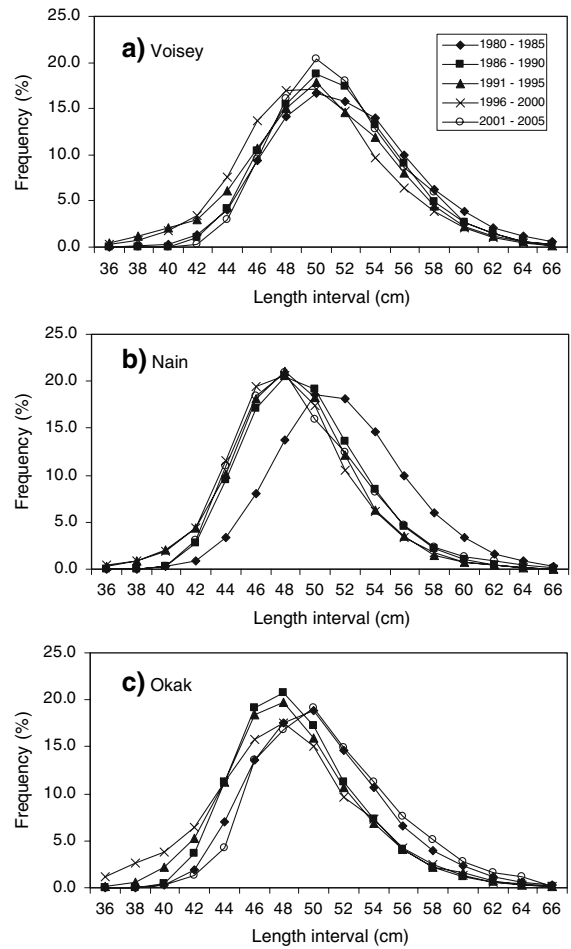 a) Voisey
25.0
20.0
15.0
10.0
5.0
0.0
Frequency (%)
1980 - 1985
1986 - 1990
1991 - 1995
1996 - 2000
2001 - 2005
36 38 40 42 44 46 48 50 52 54 56 58 60 62 64 66
Length interval (cm)
b) Nain
25.0
20.0
15.0
10.0
5.0
0.0
Frequency (%)
36 38 40 42 44 46 48 50 52 54 56 58 60 62 64 66
Length interval (cm)
c) Okak
25.0
20.0
15.0
10.0
5.0
0.0
Frequency (%)
36 38 40 42 44 46 48 50 52 54 56 58 60 62 64 66
Length interval (cm)